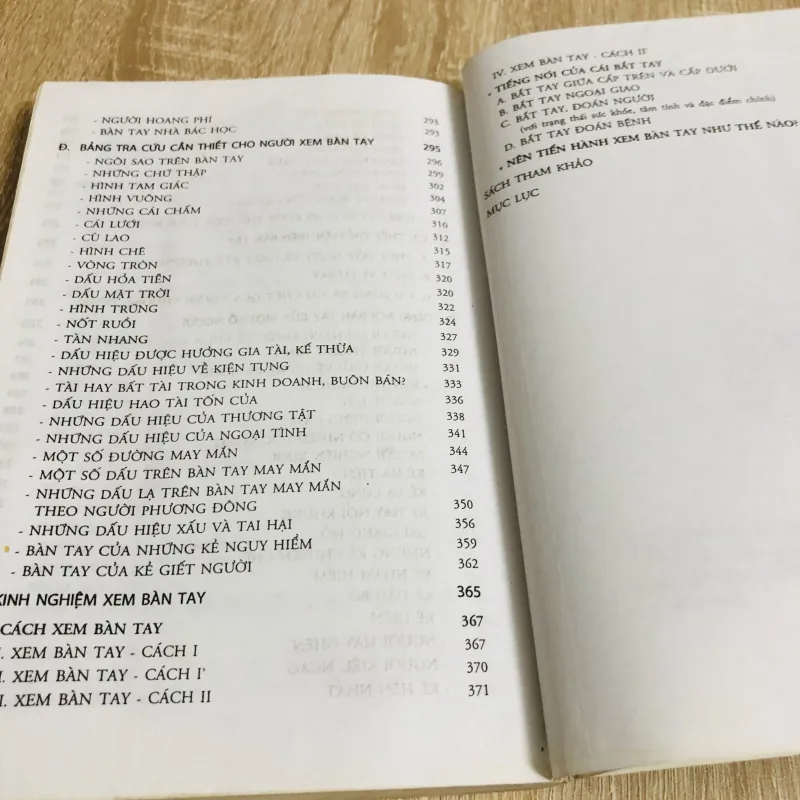 - NGƯỜI HOANG PHÍ 293
- BÀN TAY NHÀ BÁC HỌC 293
Đ. BẢNG TRA CỨU CẦN THIẾT CHO NGƯỜI XEM BÀN TAY 295
- NGÔI SAO TRÊN BÀN TAY 296
- NHỮNG CHỮ THẬP 299
- HÌNH TAM GIÁC 302
- HÌNH VUÔNG 304
- NHỮNG CÁI CHẤM 307
- CÁI LƯỚI 310
- CÙ LAO 312
- HÌNH CHÊ 315
- VÒNG TRÒN 317
- DẤU HỎA TIỄN 320
- DẤU MẶT TRỜI 320
- HÌNH TRŨNG 322
- NỐT RUỒI 324
- TÀN NHANG 327
- DẤU HIỆU ĐƯỢC HƯỞNG GIA TÀI, KẾ THỪA 329
- NHỮNG DẤU HIỆU VỀ KIỆN TỤNG 331
- TÀI HAY BẤT TÀI TRONG KINH DOANH, BUÔN BÁN? 333
- DẤU HIỆU HAO TÀI TỐN CỦA 336
- NHỮNG DẤU HIỆU CỦA THƯƠNG TẬT 338
- NHỮNG DẤU HIỆU CỦA NGOẠI TÌNH 341
- MỘT SỐ ĐƯỜNG MAY MẮN 344
- MỘT SỐ DẤU TRÊN BÀN TAY MAY MẮN 347
- NHỮNG DẤU LẠ TRÊN BÀN TAY MAY MẮN
THEO NGƯỜI PHƯƠNG ĐÔNG 350
- NHỮNG DẤU HIỆU XẤU VÀ TAI HẠI 356
- BÀN TAY CỦA NHỮNG KẺ NGUY HIỂM 359
- BÀN TAY CỦA KẺ GIẾT NGƯỜI 362
KINH NGHIỆM XEM BÀN TAY 365
CÁCH XEM BÀN TAY 367
I. XEM BÀN TAY - CÁCH I 367
I. XEM BÀN TAY - CÁCH I' 370
I. XEM BÀN TAY - CÁCH II 371
IV. XEM BÀN TAY - CÁCH II'
• TIẾNG NÓI CỦA CÁI BẮT TAY
A. BẮT TAY GIỮA CẤP TRÊN VÀ CẤP DƯỚI
B. BẮT TAY NGOẠI GIAO
C. BẮT TAY, ĐOÁN NGƯỜI
(với trạng thái sức khỏe, tâm tính và đặc điểm chính)
D. BẮT TAY ĐOÁN BỆNH
• NÊN TIẾN HÀNH XEM BÀN TAY NHƯ THẾ NÀO?
SÁCH THAM KHẢO
MỤC LỤC